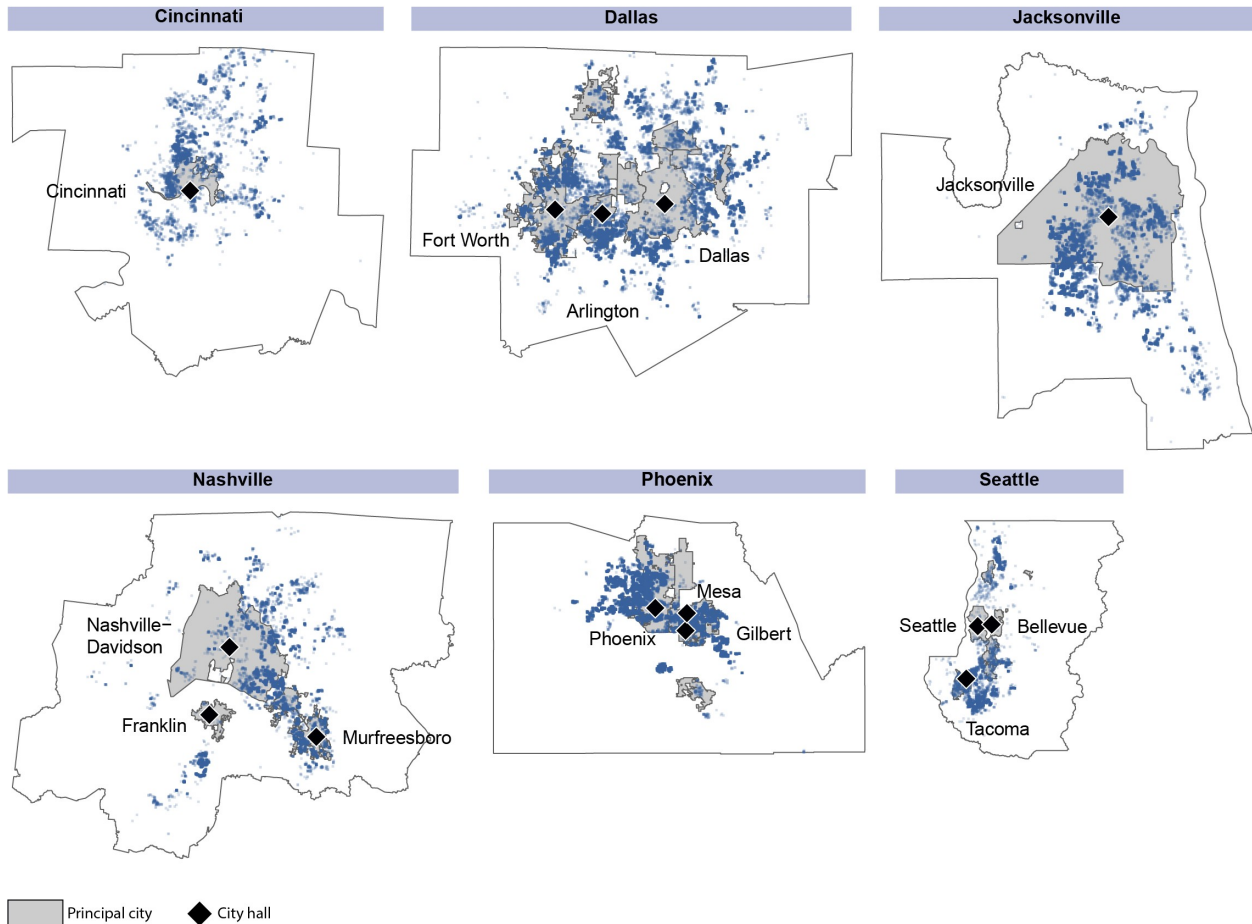 Cincinnati
Dallas
Jacksonville
Cincinnati
Fort Worth
Dallas
Arlington
Jacksonville
Nashville
Phoenix
Seattle
Nashville–
Davidson
Franklin
Murfreesboro
Mesa
Phoenix
Gilbert
Seattle
Bellevue
Tacoma
Principal city
City hall